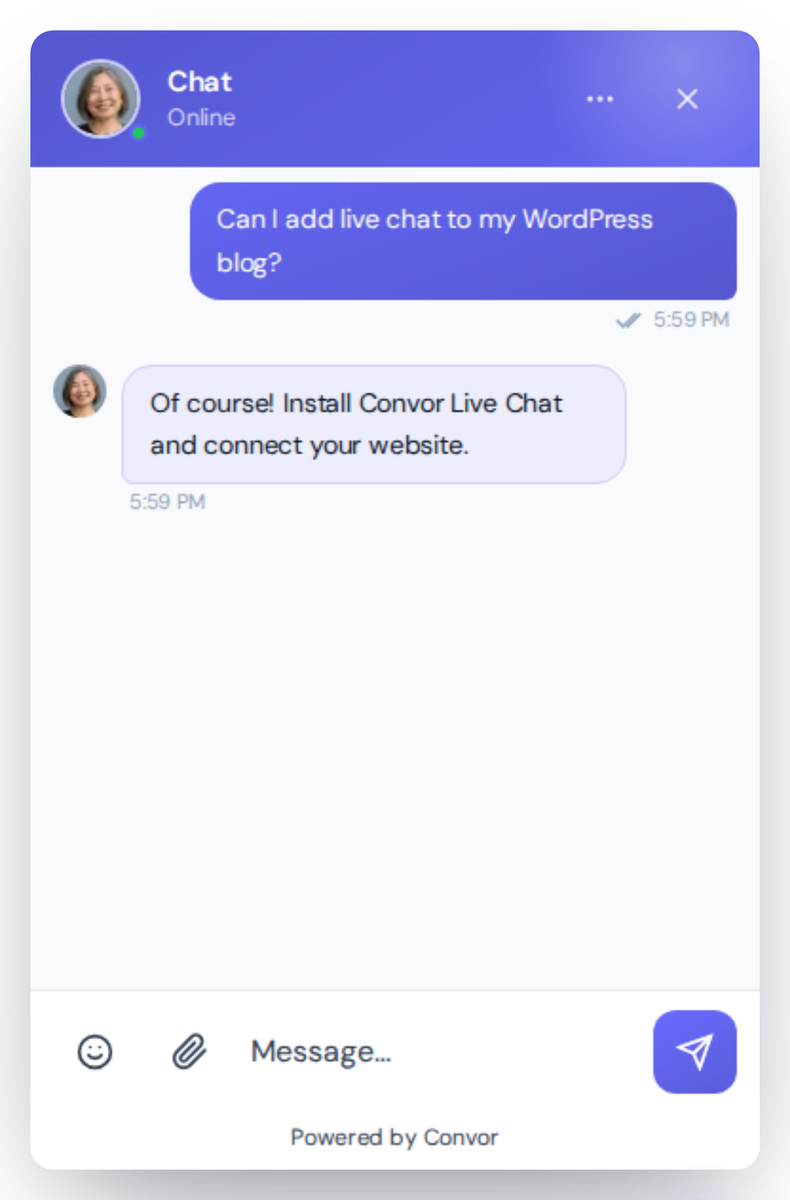 Chat
Online
Can I add live chat to my WordPress
blog?
5:59 PM
Of course! Install Convor Live Chat
and connect your website.
5:59 PM
Message...
Powered by Convor